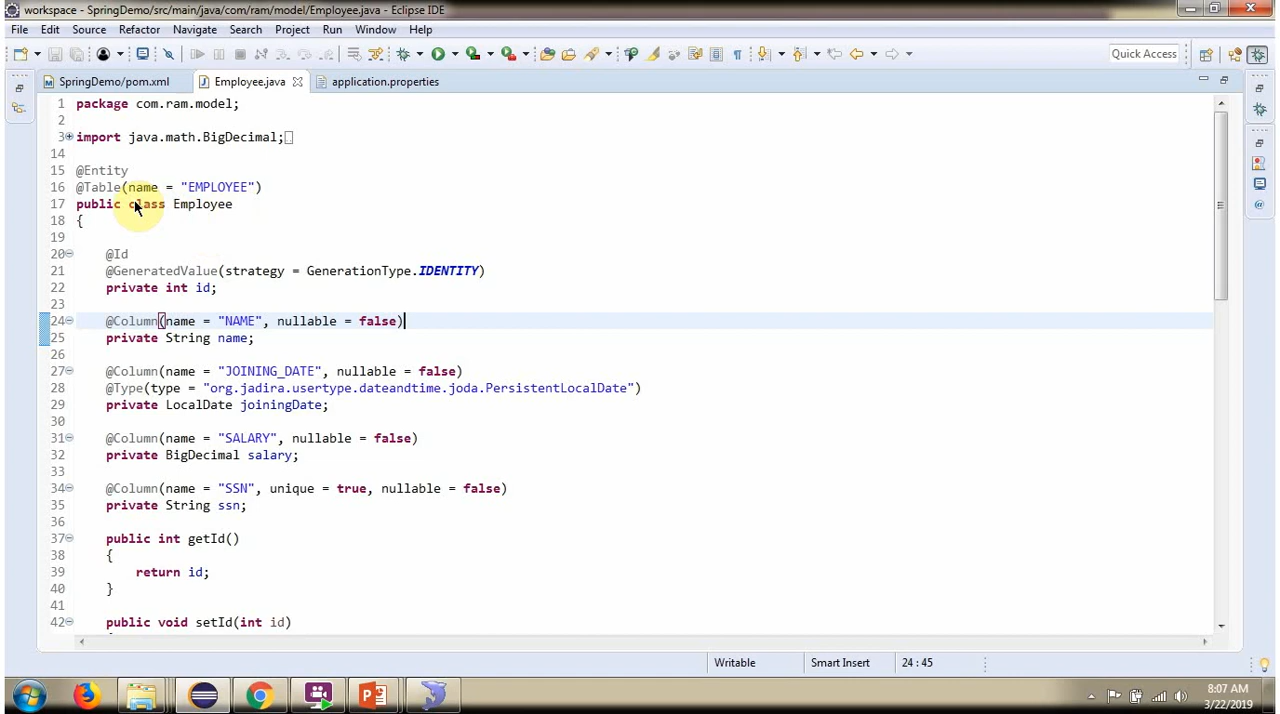 workspace - SpringDemo/src/main/java/com/ram/model/Employee.java - Eclipse IDE
File Edit Source Refactor Navigate Search Project Run Window Help
Quick Access
SpringDemo/pom.xml Employee.java application.properties
1 package com.ram.model;
2
3 import java.math.BigDecimal;
14
15 @Entity
16 @Table(name = "EMPLOYEE")
17 public class Employee
18 {
19
20 @Id
21 @GeneratedValue(strategy = GenerationType.IDENTITY)
22 private int id;
23
24 @Column(name = "NAME", nullable = false)
25 private String name;
26
27 @Column(name = "JOINING_DATE", nullable = false)
28 @Type(type = "org.jadira.usertype.dateandtime.joda.PersistentLocalDate")
29 private LocalDate joiningDate;
30
31 @Column(name = "SALARY", nullable = false)
32 private BigDecimal salary;
33
34 @Column(name = "SSN", unique = true, nullable = false)
35 private String ssn;
36
37 public int getId()
38 {
39 return id;
40 }
41
42 public void setId(int id)
Writable Smart Insert 24 : 45
8:07 AM
3/22/2019